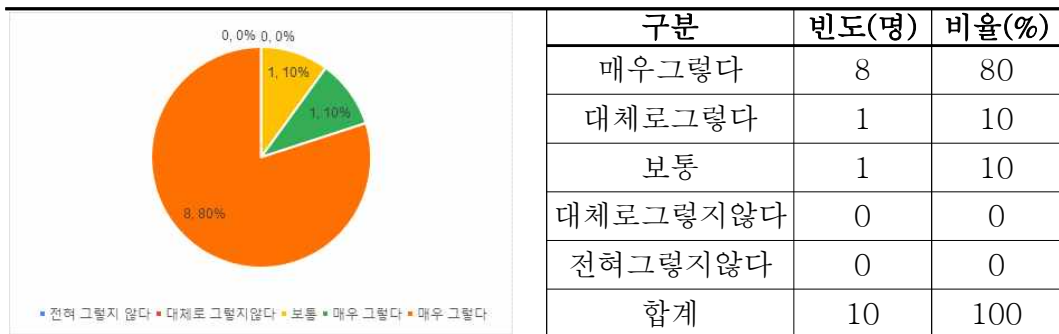 0, 0% 0, 0%
1, 10%
1, 10%
8, 80%
▪ 전혀 그렇지 않다 ▪ 대체로 그렇지않다 ▪ 보통 ▪ 매우 그렇다 ▪ 매우 그렇다
구분 빈도(명) 비율(%)
매우그렇다 8 80
대체로그렇다 1 10
보통 1 10
대체로그렇지않다 0 0
전혀그렇지않다 0 0
합계 10 100